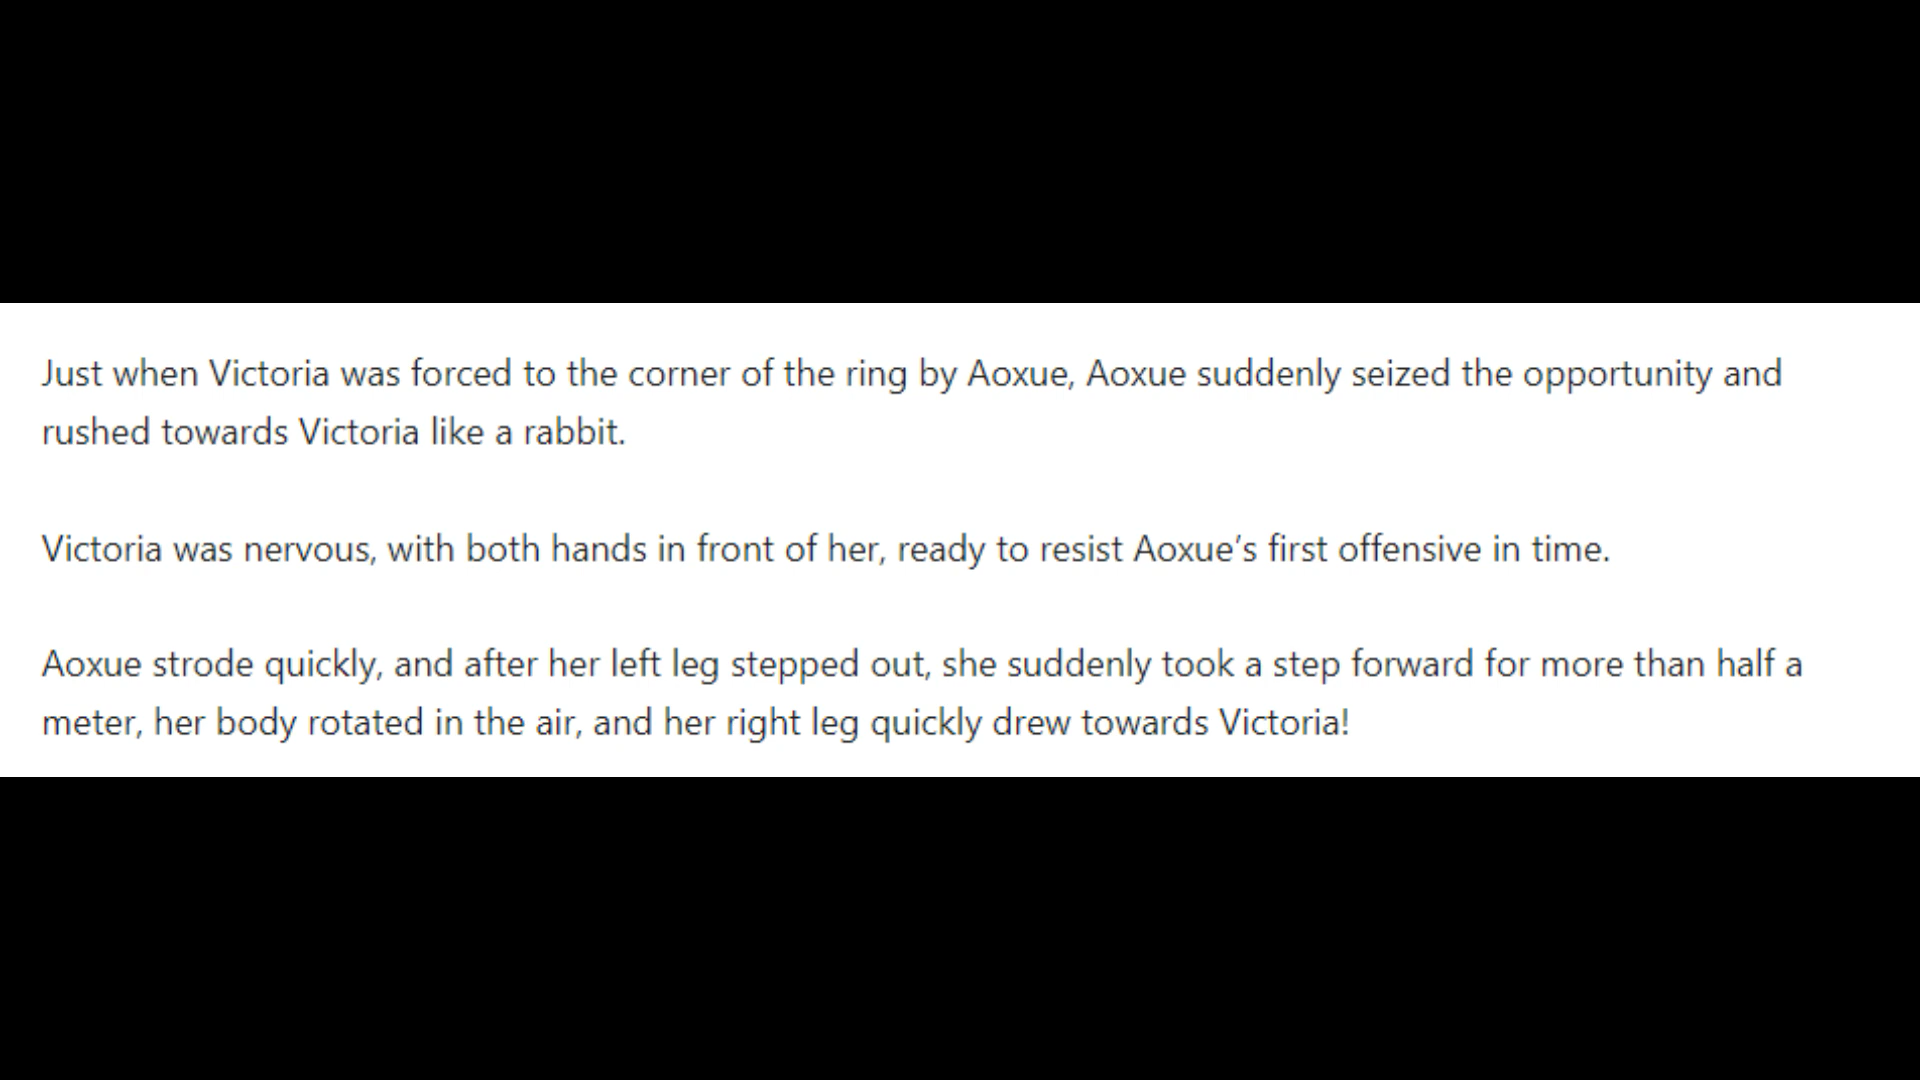 Just when Victoria was forced to the corner of the ring by Aoxue, Aoxue suddenly seized the opportunity and
rushed towards Victoria like a rabbit.
Victoria was nervous, with both hands in front of her, ready to resist Aoxue’s first offensive in time.
Aoxue strode quickly, and after her left leg stepped out, she suddenly took a step forward for more than half a
meter, her body rotated in the air, and her right leg quickly drew towards Victoria!